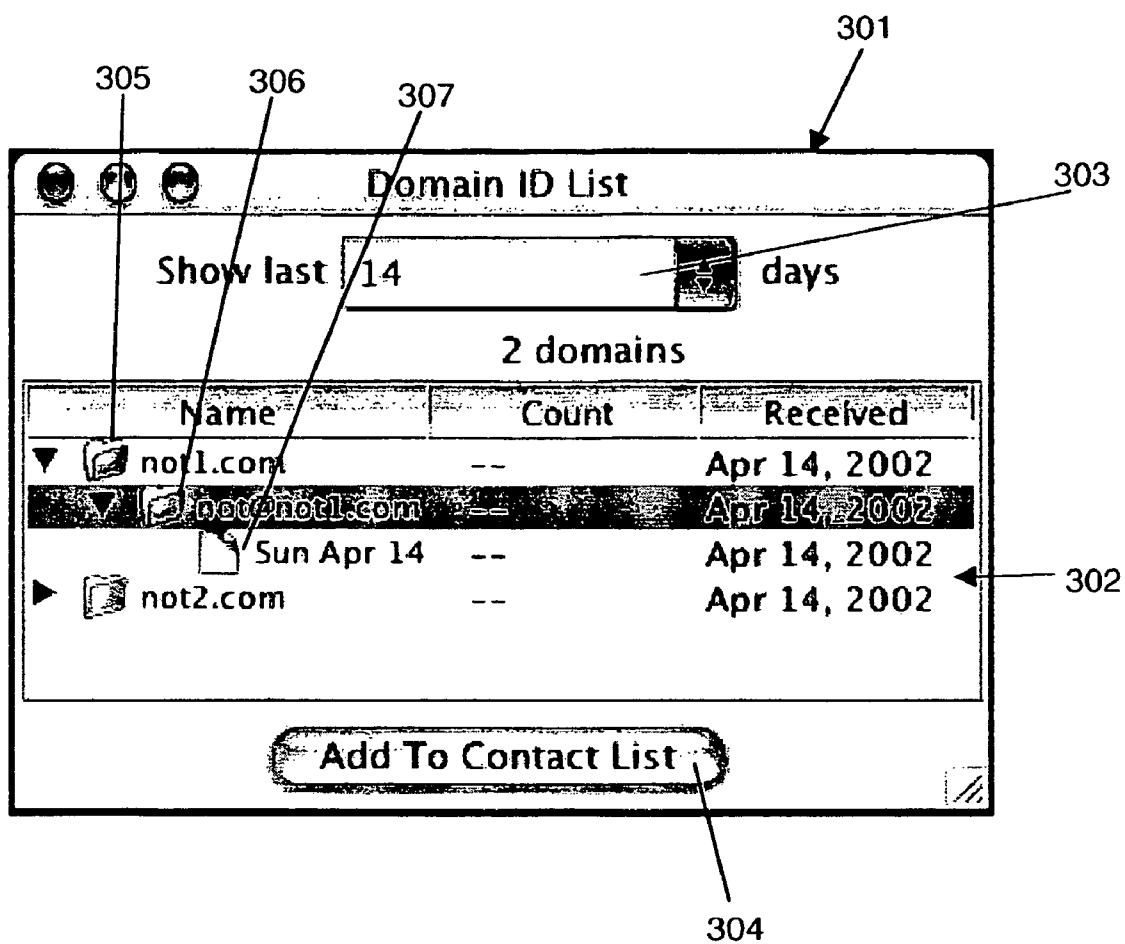 301
305 306 307
Domain ID List
303
Show last 14 days
2 domains
Name Count Received
not1.com -- Apr 14, 2002
not@not1.com -- Apr 14, 2002
Sun Apr 14 -- Apr 14, 2002
302
not2.com -- Apr 14, 2002
Add To Contact List
304